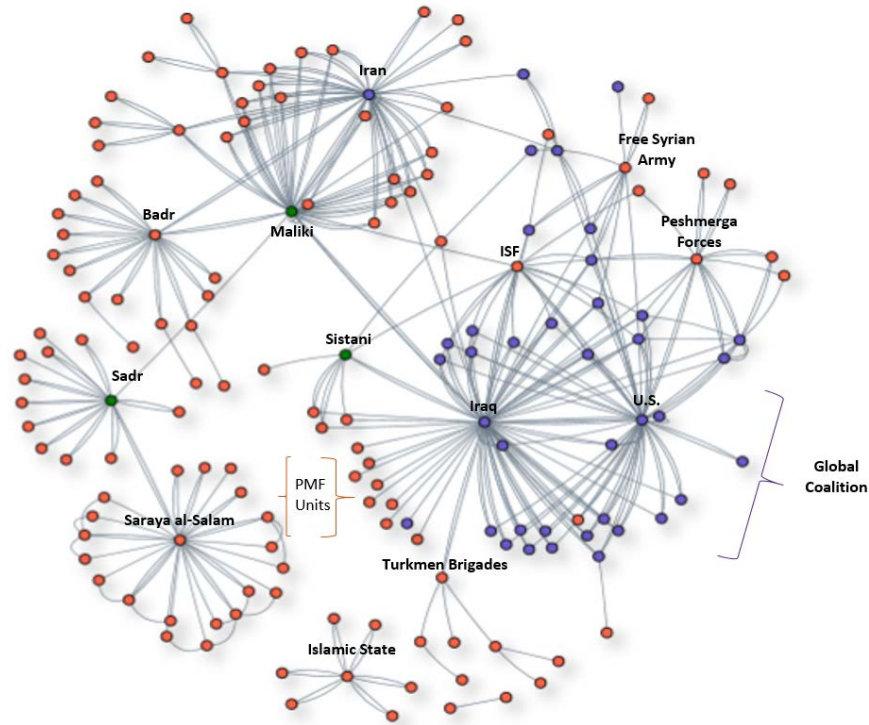 Iran
Free Syrian
Army
Badr
Maliki
Peshmerga
Forces
ISF
Sistani
Sadr
Iraq
U.S.
Global
Coalition
PMF
Units
Saraya al-Salam
Turkmen Brigades
Islamic State